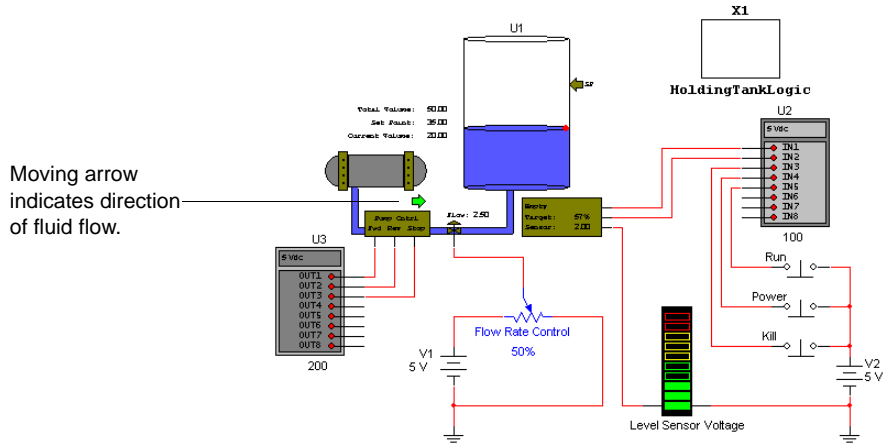 U1
X1
HoldingTankLogic
SP
Total Volume: 50.00
Set Point: 35.00
Current Volume: 20.00
Moving arrow
indicates direction
of fluid flow.
Pump Cntrl
Fwd Rev Stop
Flow: 2.50
Empty
Target: 57%
Sensor: 2.00
U2
5 Vdc
IN1
IN2
IN3
IN4
IN5
IN6
IN7
IN8
100
U3
5 Vdc
OUT1
OUT2
OUT3
OUT4
OUT5
OUT6
OUT7
OUT8
200
Run
Power
Kill
Flow Rate Control
50%
V1
5 V
V2
5 V
Level Sensor Voltage